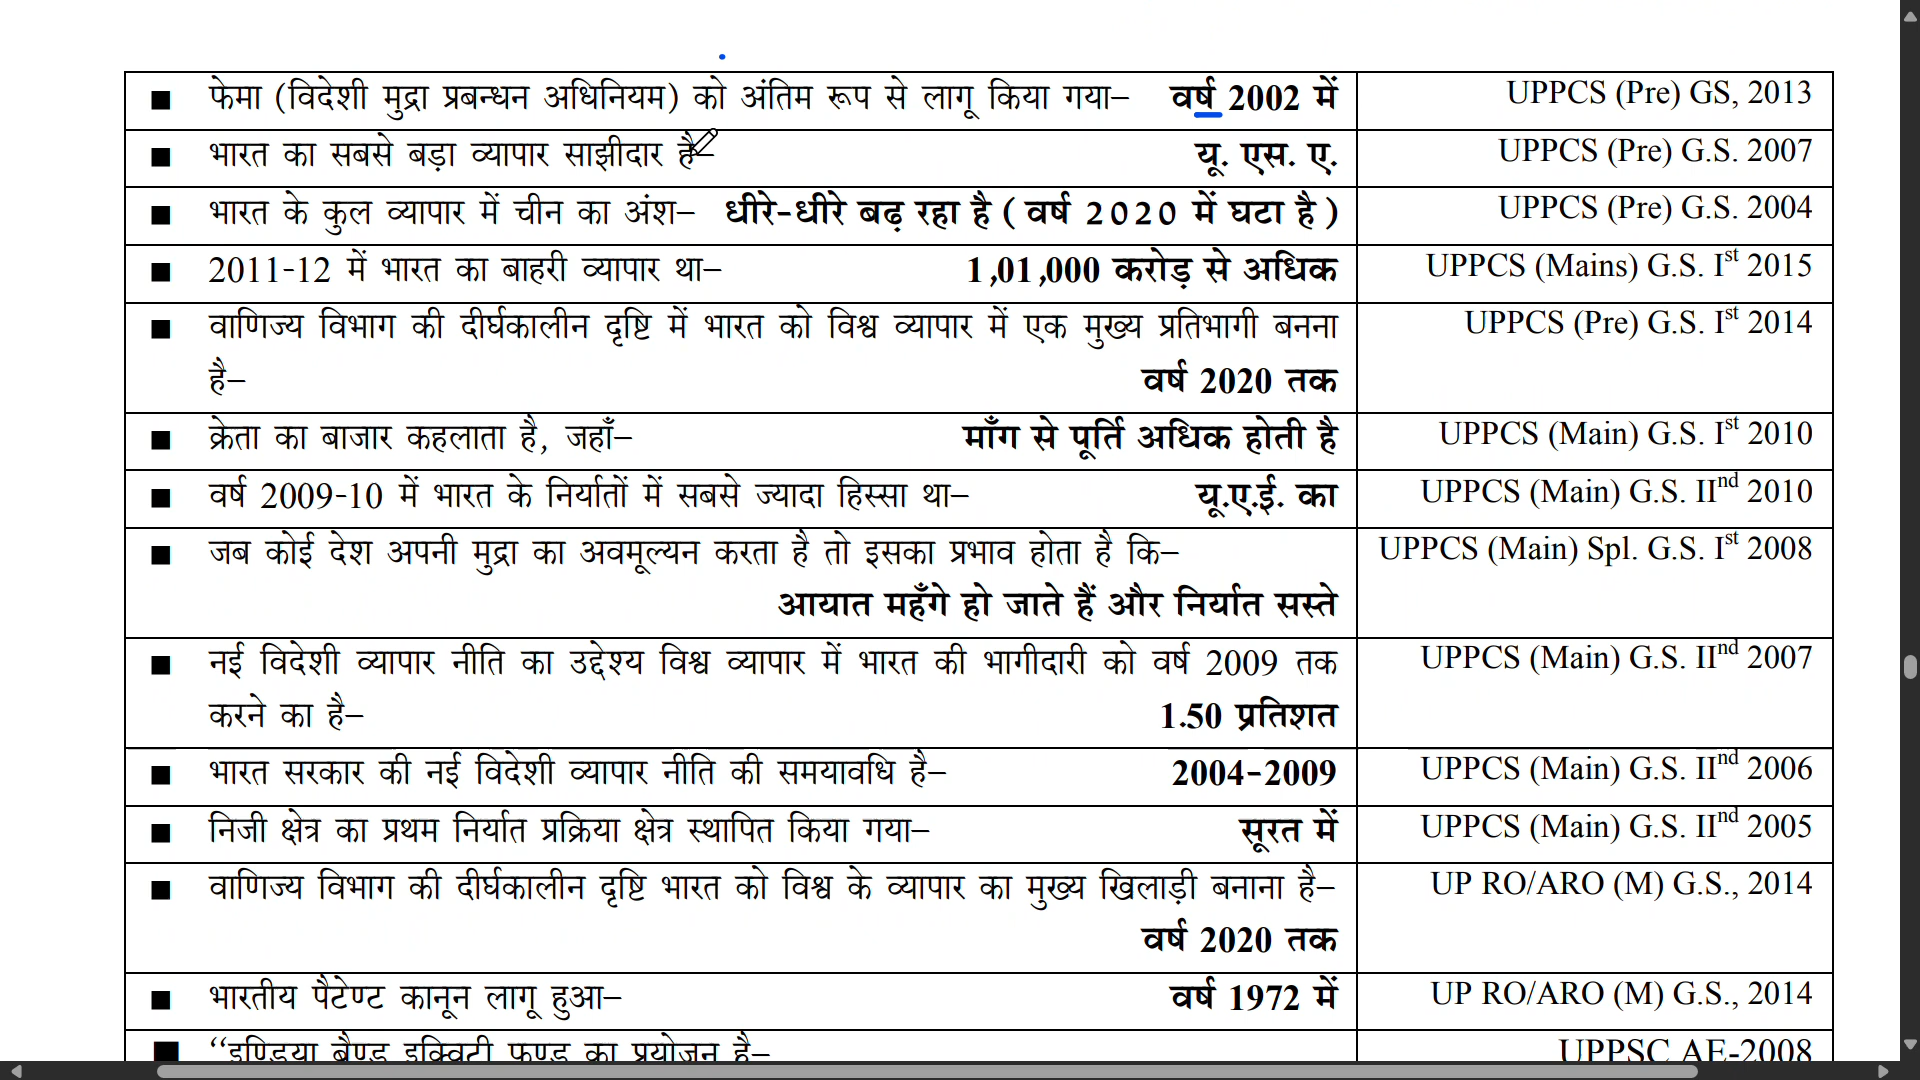 ■ फेमा (विदेशी मुद्रा प्रबन्धन अधिनियम) को अंतिम रूप से लागू किया गया– वर्ष 2002 में UPPCS (Pre) GS, 2013
■ भारत का सबसे बड़ा व्यापार साझीदार है– यू. एस. ए. UPPCS (Pre) G.S. 2007
■ भारत के कुल व्यापार में चीन का अंश– धीरे-धीरे बढ़ रहा है ( वर्ष 2020 में घटा है ) UPPCS (Pre) G.S. 2004
■ 2011-12 में भारत का बाहरी व्यापार था– 1,01,000 करोड़ से अधिक UPPCS (Mains) G.S. Ist 2015
■ वाणिज्य विभाग की दीर्घकालीन दृष्टि में भारत को विश्व व्यापार में एक मुख्य प्रतिभागी बनना UPPCS (Pre) G.S. Ist 2014
है– वर्ष 2020 तक
■ क्रेता का बाजार कहलाता है, जहाँ– माँग से पूर्ति अधिक होती है UPPCS (Main) G.S. Ist 2010
■ वर्ष 2009-10 में भारत के निर्यातों में सबसे ज्यादा हिस्सा था– यू.ए.ई. का UPPCS (Main) G.S. IInd 2010
■ जब कोई देश अपनी मुद्रा का अवमूल्यन करता है तो इसका प्रभाव होता है कि– UPPCS (Main) Spl. G.S. Ist 2008
आयात महँगे हो जाते हैं और निर्यात सस्ते
■ नई विदेशी व्यापार नीति का उद्देश्य विश्व व्यापार में भारत की भागीदारी को वर्ष 2009 तक UPPCS (Main) G.S. IInd 2007
करने का है– 1.50 प्रतिशत
■ भारत सरकार की नई विदेशी व्यापार नीति की समयावधि है– 2004-2009 UPPCS (Main) G.S. IInd 2006
■ निजी क्षेत्र का प्रथम निर्यात प्रक्रिया क्षेत्र स्थापित किया गया– सूरत में UPPCS (Main) G.S. IInd 2005
■ वाणिज्य विभाग की दीर्घकालीन दृष्टि भारत को विश्व के व्यापार का मुख्य खिलाड़ी बनाना है– UP RO/ARO (M) G.S., 2014
वर्ष 2020 तक
■ भारतीय पैटेण्ट कानून लागू हुआ– वर्ष 1972 में UP RO/ARO (M) G.S., 2014
■ ‘‘इण्डिया बैण्ड इक्विटी फण्ड का प्रयोजन है– UPPSC AE-2008